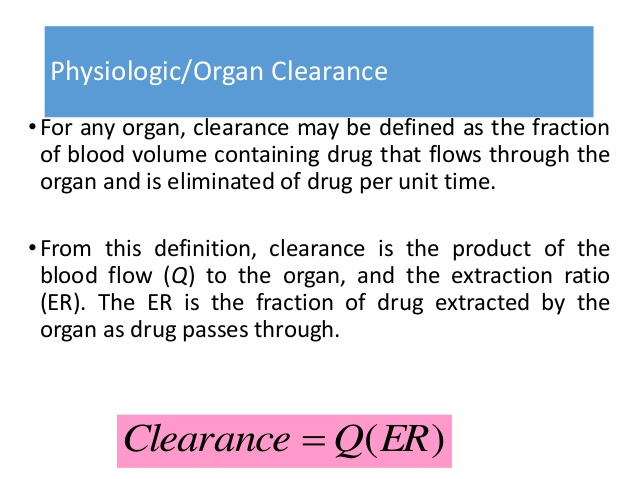 Physiologic/Organ Clearance
• For any organ, clearance may be defined as the fraction
of blood volume containing drug that flows through the
organ and is eliminated of drug per unit time.
• From this definition, clearance is the product of the
blood flow (Q) to the organ, and the extraction ratio
(ER). The ER is the fraction of drug extracted by the
organ as drug passes through.
Clearance = Q(ER)